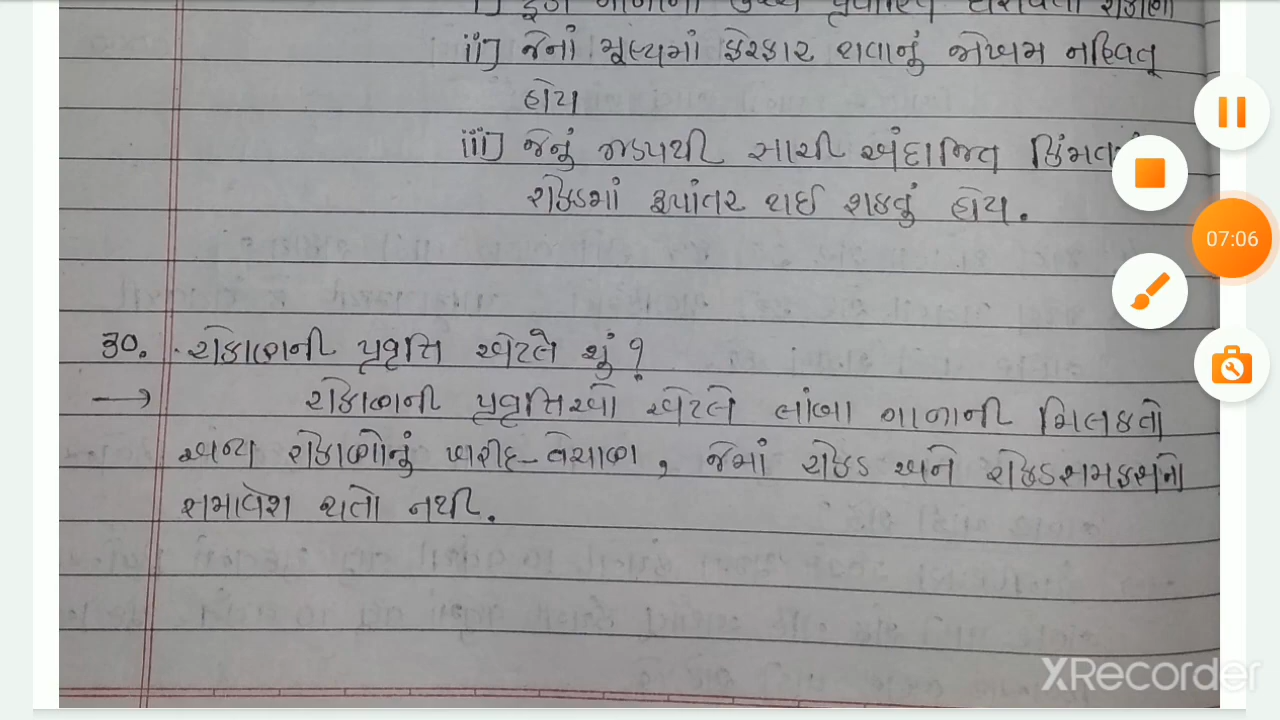 i) ટૂંકા ગાળાના
ii) જેનાં મૂલ્યમાં ફેરફાર થવાનું જોખમ નહિવત્
હોય
iii) જેનું ઝડપથી સાચી અંદાજિત કિંમતે
રોકડમાં રૂપાંતર થઈ શકતું હોય.
07:06
30. રોકાણની પ્રવૃત્તિ એટલે શું ?
→ રોકાણની પ્રવૃત્તિઓ એટલે લાંબા ગાળાની મિલકતો
અન્ય રોકાણોનું ખરીદ-વેચાણ, જેમાં રોકડ અને રોકડસમકક્ષનો
સમાવેશ થતો નથી.
XRecorder